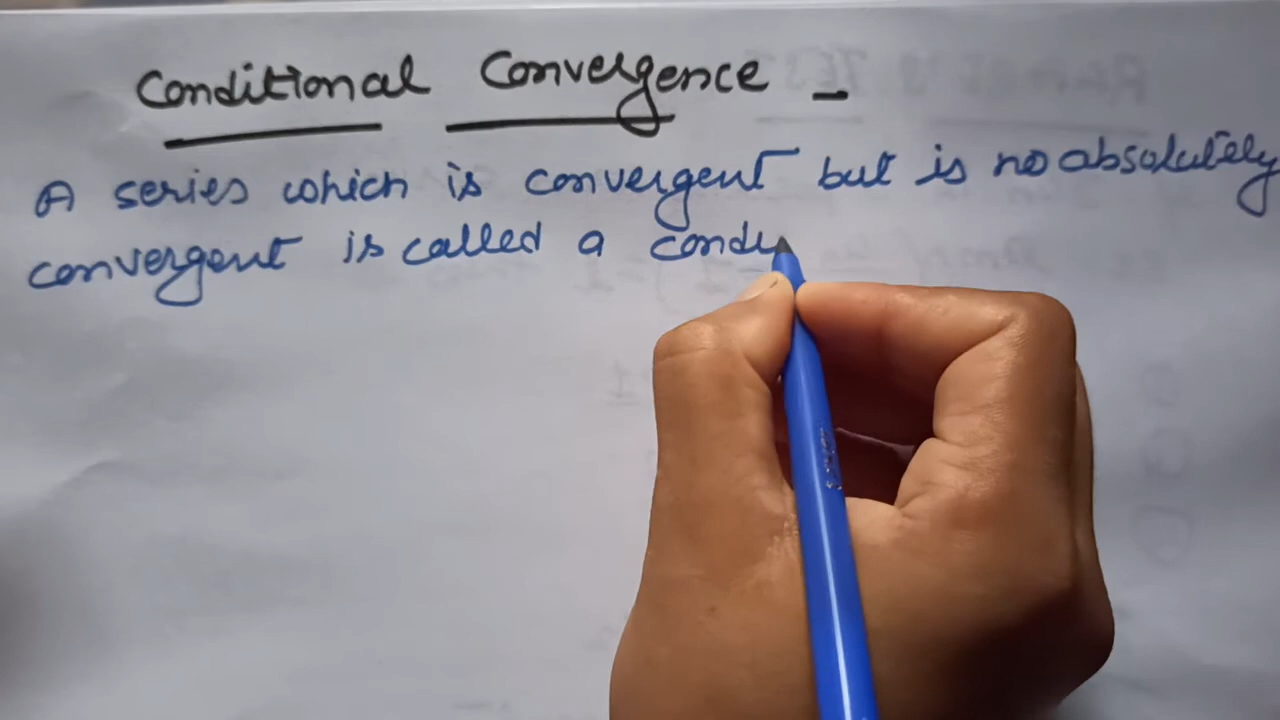 Conditional Convergence -
A series which is convergent but is no absolutely
convergent is called a condi